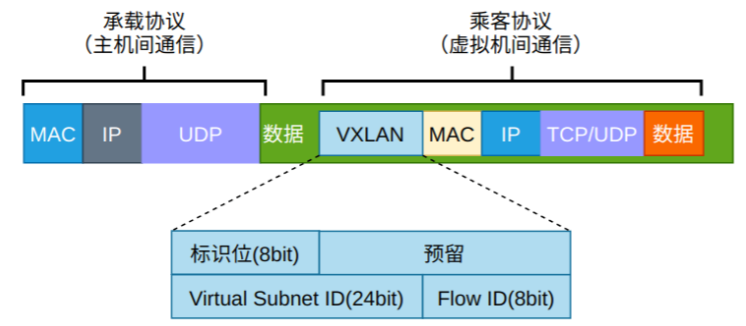 承载协议
（主机间通信）
乘客协议
（虚拟机间通信）
MAC IP UDP 数据 VXLAN MAC IP TCP/UDP 数据
标识位(8bit) 预留
Virtual Subnet ID(24bit) Flow ID(8bit)